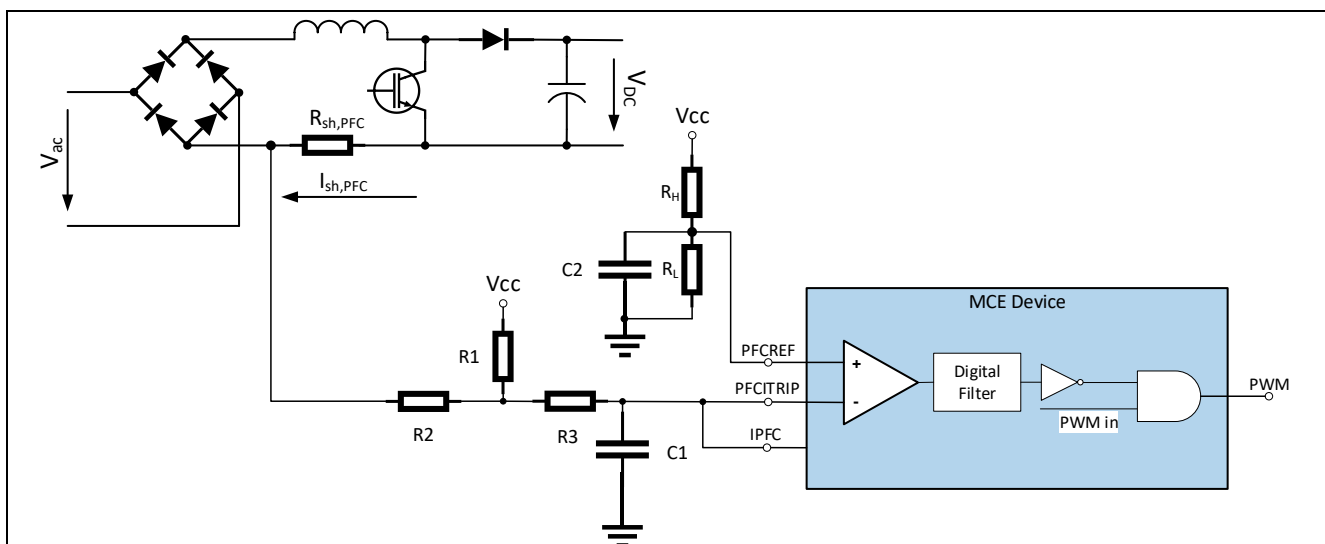 V_ac
R_sh,PFC
I_sh,PFC
V_DC
Vcc
R_H
C2
R_L
Vcc
R1
R2
R3
C1
MCE Device
PFCREF
PFCITRIP
IPFC
+
-
Digital
Filter
PWM in
PWM